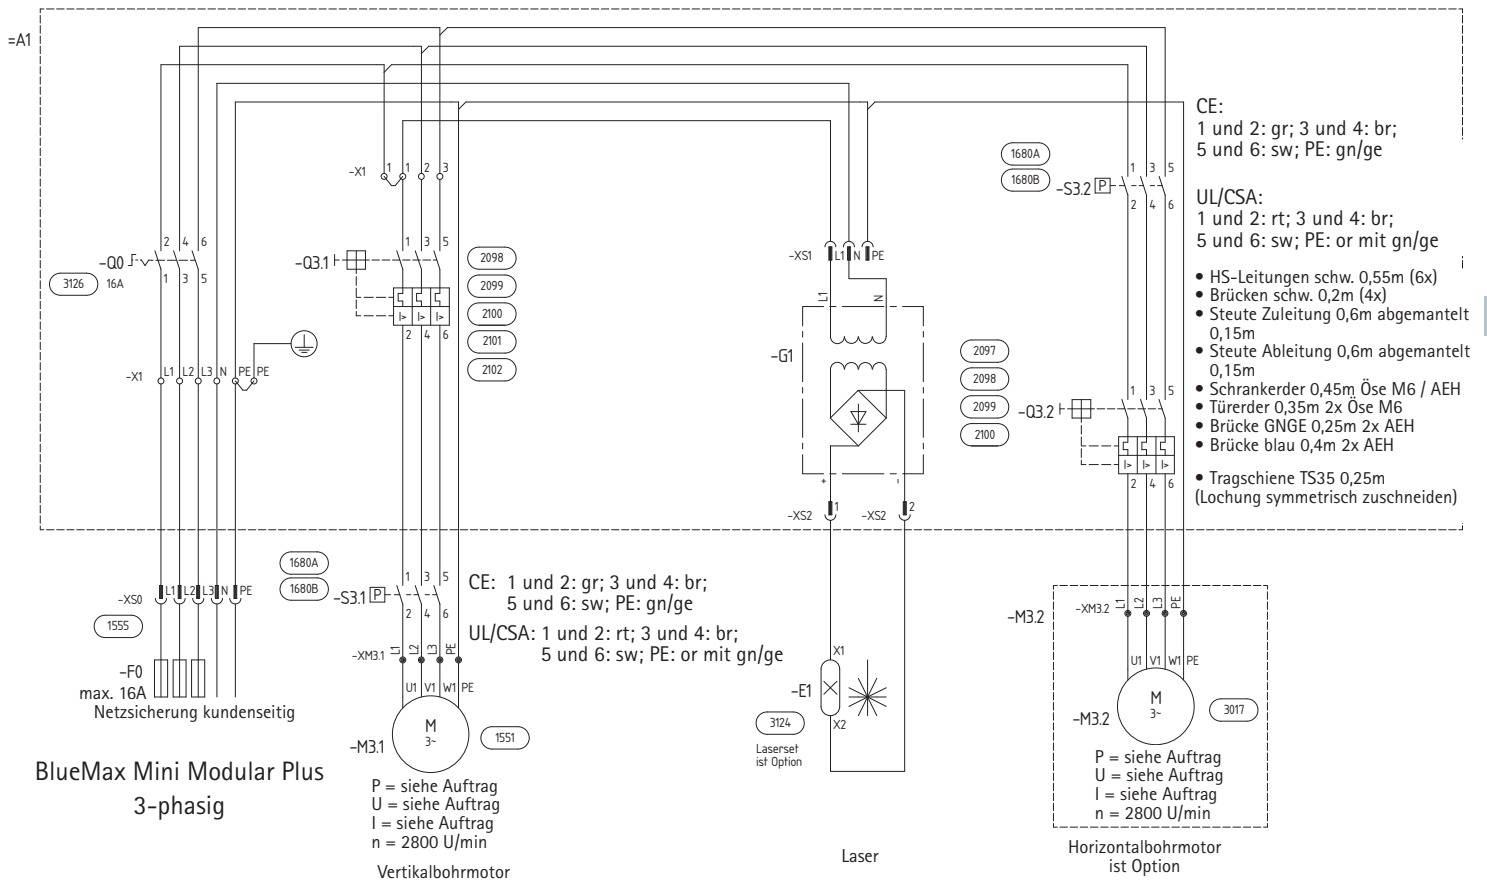 =A1
-X1
1
1
2
3
2
4
6
-Q0
3126
16A
1
3
5
-X1
L1
L2
L3
N
PE
PE
-XS0
L1
L2
L3
N
PE
1555
-F0
max. 16A
Netzsicherung kundenseitig
BlueMax Mini Modular Plus
3-phasig
-Q3.1
1
3
5
I>
I>
I>
2
4
6
2098
2099
2100
2101
2102
1680A
1680B
-S3.1
P
1
3
5
2
4
6
CE: 1 und 2: gr; 3 und 4: br;
5 und 6: sw; PE: gn/ge
UL/CSA: 1 und 2: rt; 3 und 4: br;
5 und 6: sw; PE: or mit gn/ge
-XM3.1
L1
L2
L3
PE
U1
V1
W1
PE
M
3~
-M3.1
1551
P = siehe Auftrag
U = siehe Auftrag
I = siehe Auftrag
n = 2800 U/min
Vertikalbohrmotor
-XS1
L1
N
PE
L1
N
-G1
+
-
-XS2
1
-XS2
2
X1
-E1
X2
3124
Laserset
ist Option
Laser
1680A
1680B
-S3.2
P
1
3
5
2
4
6
2097
2098
2099
2100
-Q3.2
1
3
5
I>
I>
I>
2
4
6
-M3.2
-XM3.2
L1
L2
L3
PE
U1
V1
W1
PE
M
3~
-M3.2
3017
P = siehe Auftrag
U = siehe Auftrag
I = siehe Auftrag
n = 2800 U/min
Horizontalbohrmotor
ist Option
CE:
1 und 2: gr; 3 und 4: br;
5 und 6: sw; PE: gn/ge
UL/CSA:
1 und 2: rt; 3 und 4: br;
5 und 6: sw; PE: or mit gn/ge
• HS-Leitungen schw. 0,55m (6x)
• Brücken schw. 0,2m (4x)
• Steute Zuleitung 0,6m abgemantelt
0,15m
• Steute Ableitung 0,6m abgemantelt
0,15m
• Schrankerder 0,45m Öse M6 / AEH
• Türerder 0,35m 2x Öse M6
• Brücke GNGE 0,25m 2x AEH
• Brücke blau 0,4m 2x AEH
• Tragschiene TS35 0,25m
(Lochung symmetrisch zuschneiden)